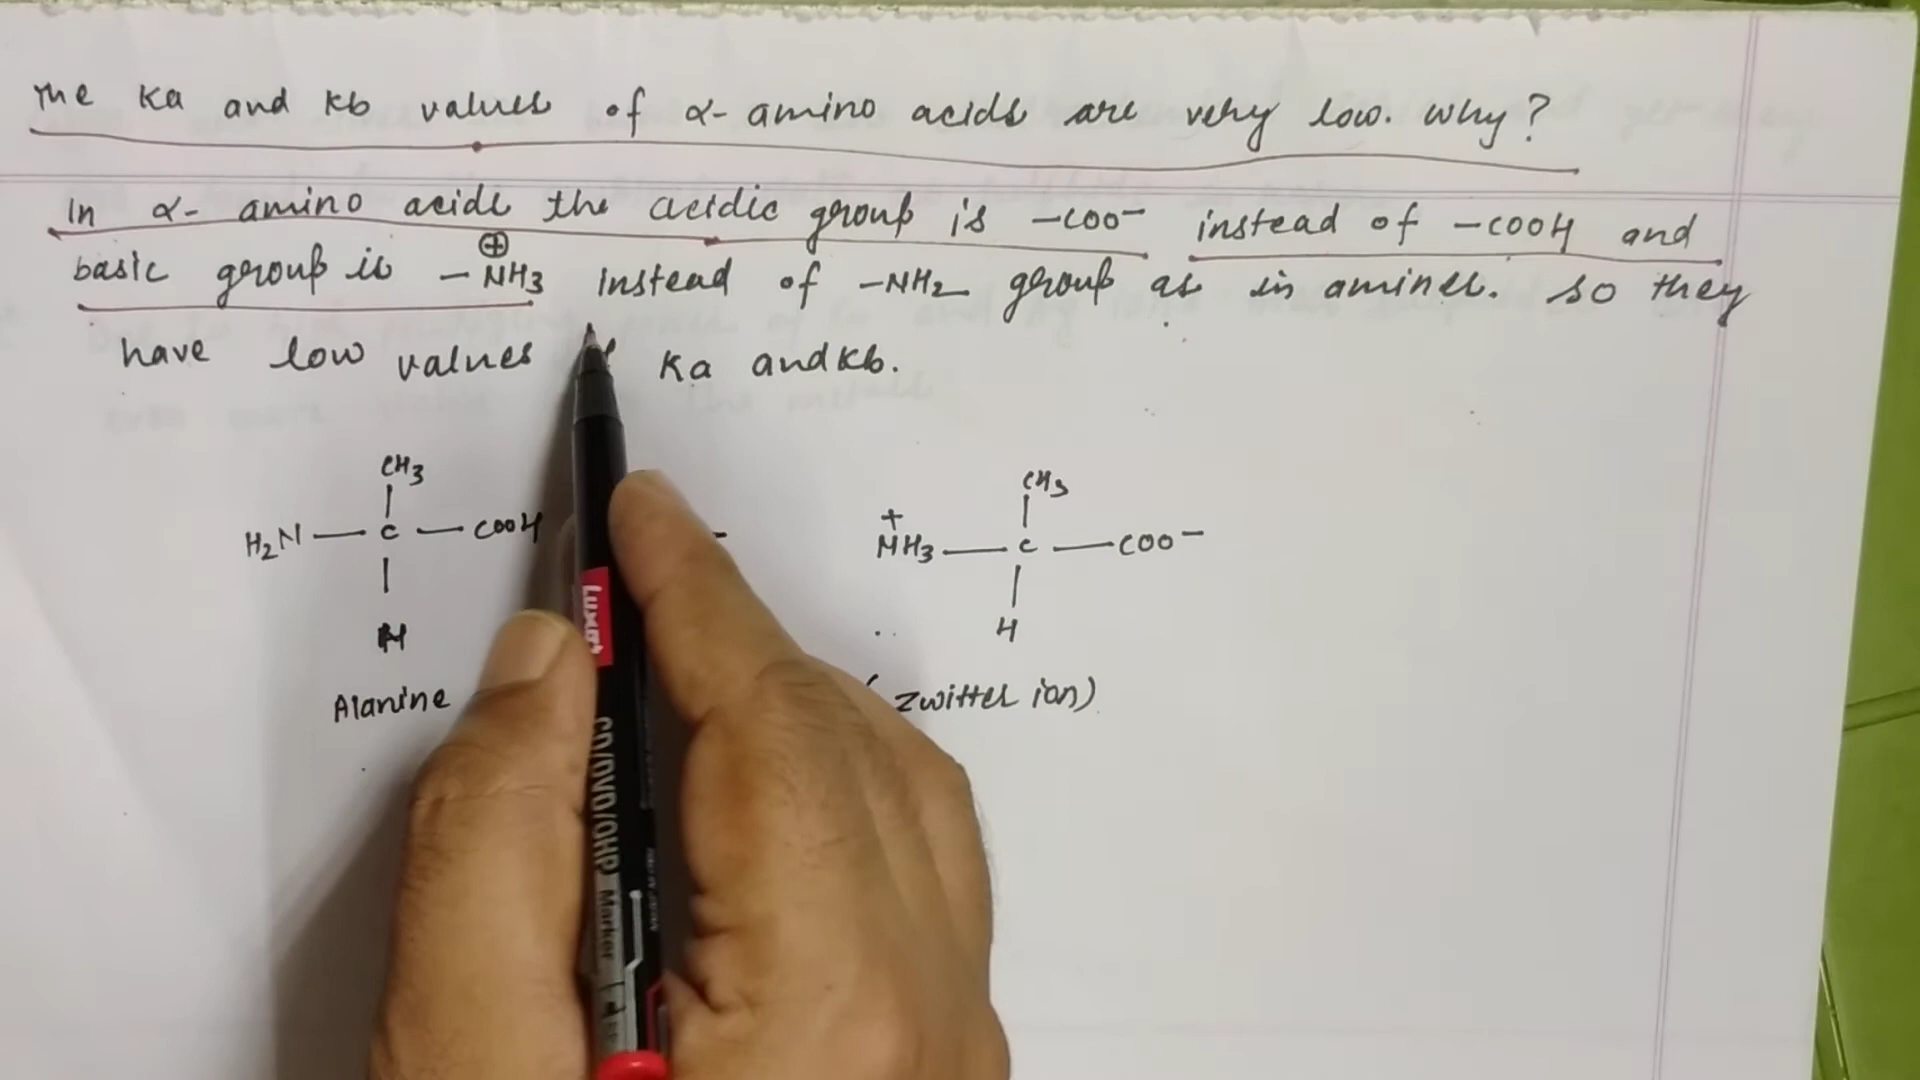 The Ka and Kb values of α-amino acids are very low. Why?
In α-amino acids the acidic group is -COO⁻ instead of -COOH and
⊕
basic group is -NH3 instead of -NH2 group as in amines. So they
have low values Ka and Kb.
CH3 CH3
H2N — C — COOH — +NH3 — C — COO⁻
H H
Alanine (zwitter ion)
Luxor
CD/DVD/OHP Marker